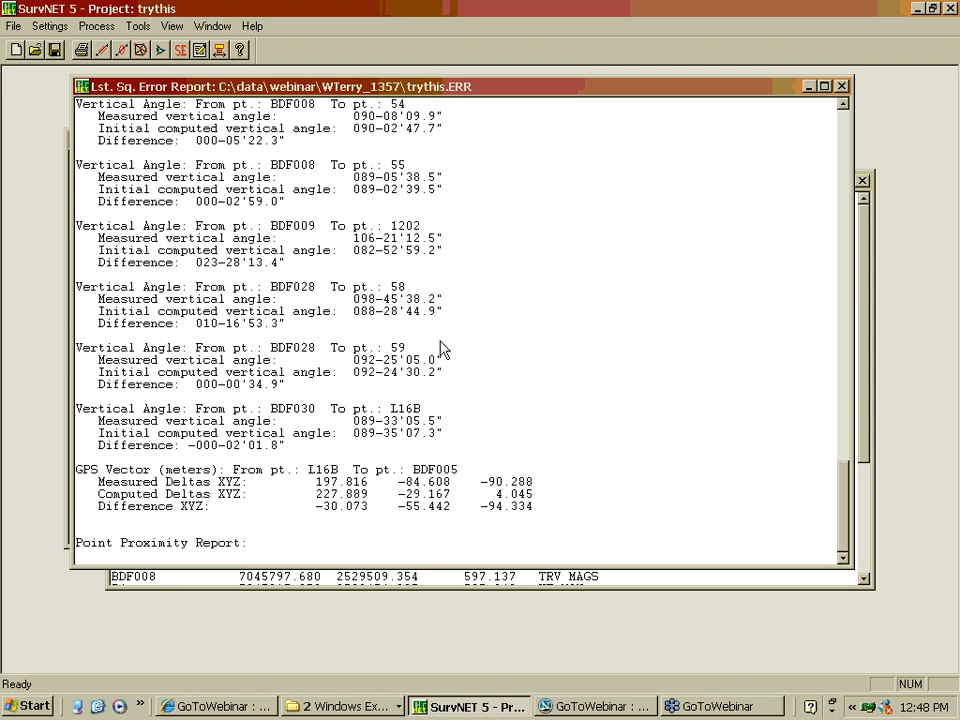 SurvNET 5 - Project: trythis
File Settings Process Tools View Window Help
SE
Lst. Sq. Error Report: C:\data\webinar\WTerry_1357\trythis.ERR
Vertical Angle: From pt.: BDF008 To pt.: 54
Measured vertical angle: 090-08'09.9"
Initial computed vertical angle: 090-02'47.7"
Difference: 000-05'22.3"
Vertical Angle: From pt.: BDF008 To pt.: 55
Measured vertical angle: 089-05'38.5"
Initial computed vertical angle: 089-02'39.5"
Difference: 000-02'59.0"
Vertical Angle: From pt.: BDF009 To pt.: 1202
Measured vertical angle: 106-21'12.5"
Initial computed vertical angle: 082-52'59.2"
Difference: 023-28'13.4"
Vertical Angle: From pt.: BDF028 To pt.: 58
Measured vertical angle: 098-45'38.2"
Initial computed vertical angle: 088-28'44.9"
Difference: 010-16'53.3"
Vertical Angle: From pt.: BDF028 To pt.: 59
Measured vertical angle: 092-25'05.0"
Initial computed vertical angle: 092-24'30.2"
Difference: 000-00'34.9"
Vertical Angle: From pt.: BDF030 To pt.: L16B
Measured vertical angle: 089-33'05.5"
Initial computed vertical angle: 089-35'07.3"
Difference: -000-02'01.8"
GPS Vector (meters): From pt.: L16B To pt.: BDF005
Measured Deltas XYZ: 197.816 -84.608 -90.288
Computed Deltas XYZ: 227.889 -29.167 4.045
Difference XYZ: -30.073 -55.442 -94.334
Point Proximity Report:
BDF008 7045797.680 2529509.354 597.137 TRV MAGS
Ready NUM
Start GoToWebinar : ... 2 Windows Ex... SurvNET 5 - Pr... GoToWebinar : ... GoToWebinar 12:48 PM